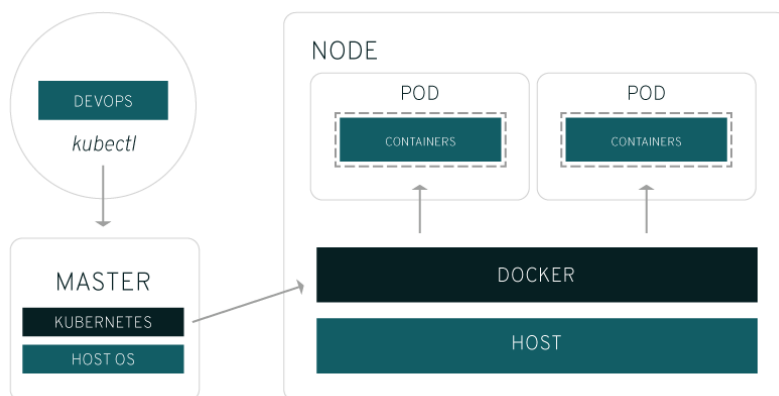 DEVOPS
kubectl
MASTER
KUBERNETES
HOST OS
NODE
POD
CONTAINERS
POD
CONTAINERS
DOCKER
HOST